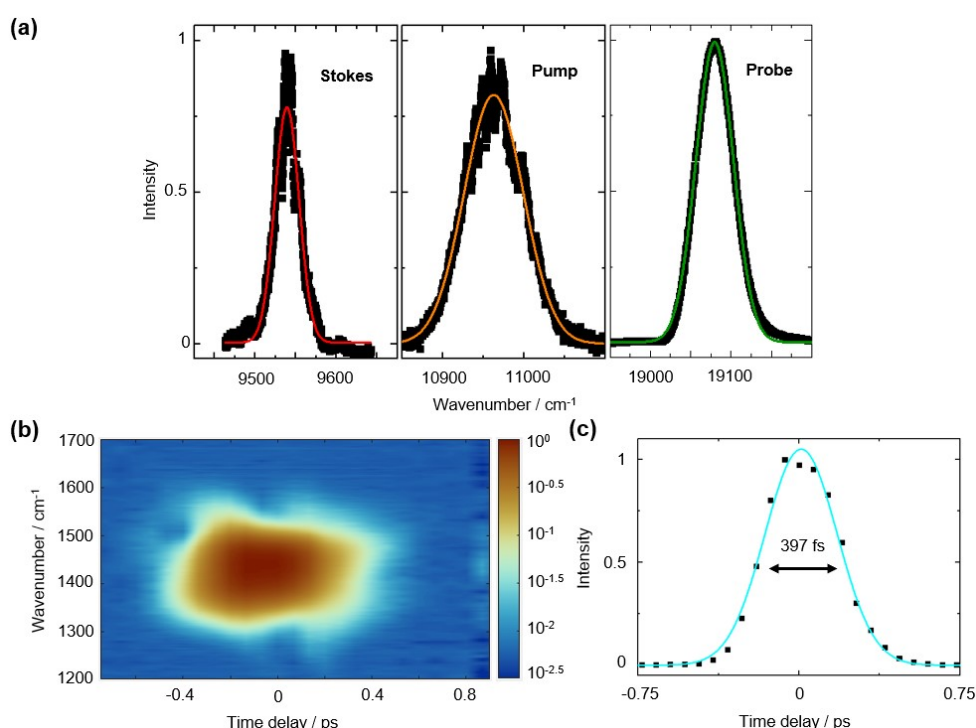 (a)
Stokes
Pump
Probe
1
0.5
0
Intensity
9500 9600 10900 11000 19000 19100
Wavenumber / cm-1
(b)
1700
1600
1500
1400
1300
1200
Wavenumber / cm-1
-0.4 0 0.4 0.8
Time delay / ps
10^0
10^-0.5
10^-1
10^-1.5
10^-2
10^-2.5
(c)
1
0.5
0
Intensity
397 fs
-0.75 0 0.75
Time delay / ps